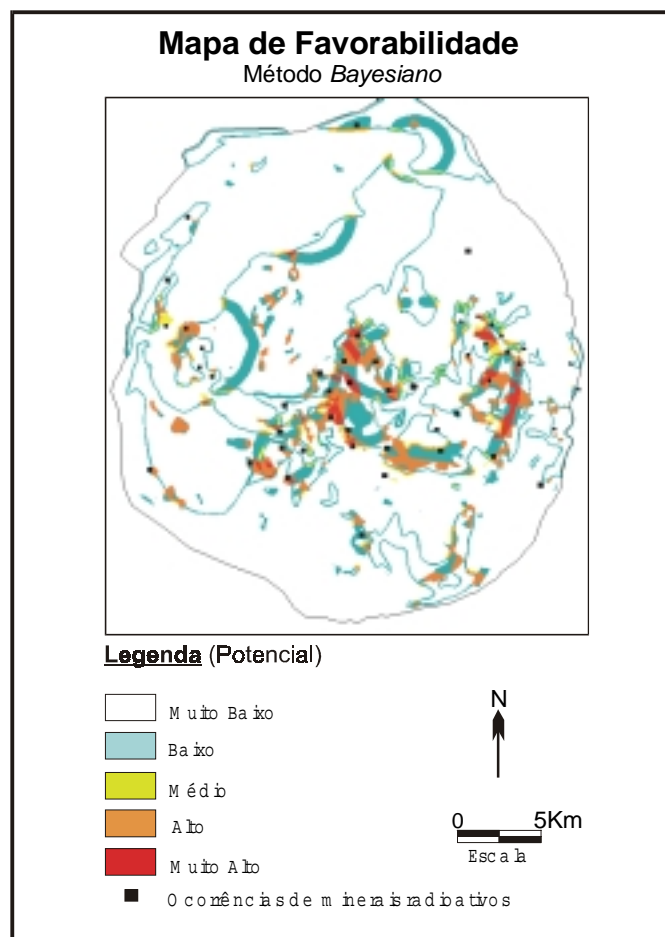 Mapa de Favorabilidade
Método Bayesiano
Legenda (Potencial)
Muito Baixo
Baixo
Médio
Alto
Muito Alto
Ocorrências de minerais radioativos
N
0 5Km
Escala